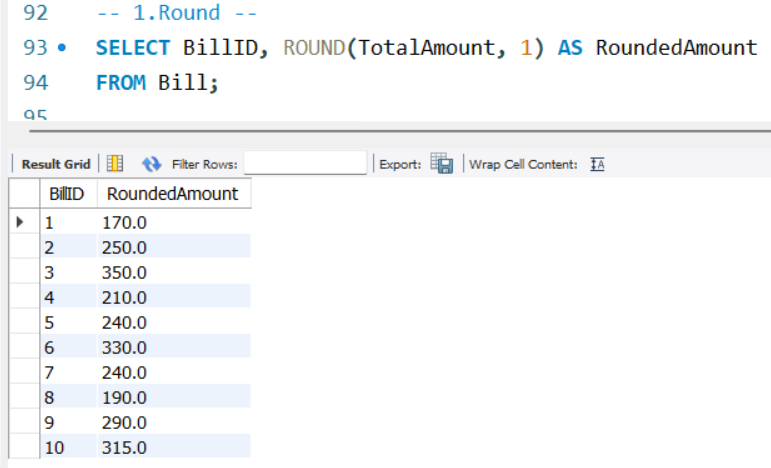 92 -- 1.Round --
93 SELECT BillID, ROUND(TotalAmount, 1) AS RoundedAmount
94 FROM Bill;
95
Result Grid Filter Rows: Export: Wrap Cell Content:
BillID RoundedAmount
1 170.0
2 250.0
3 350.0
4 210.0
5 240.0
6 330.0
7 240.0
8 190.0
9 290.0
10 315.0